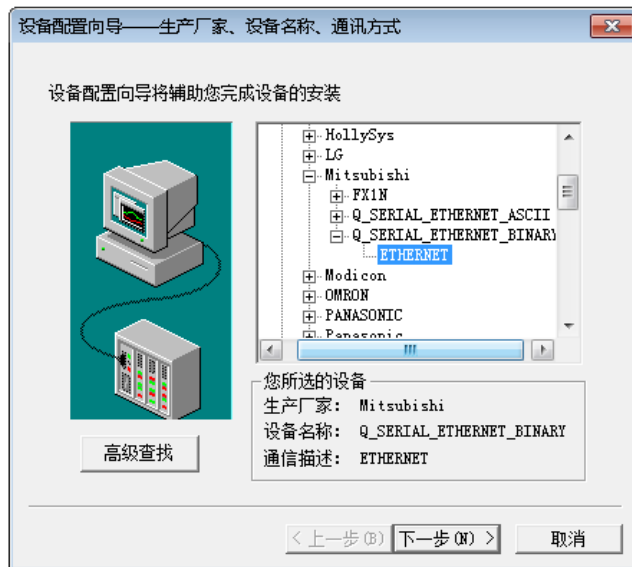 设备配置向导——生产厂家、设备名称、通讯方式
设备配置向导将辅助您完成设备的安装
HollySys
LG
Mitsubishi
FX1N
Q_SERIAL_ETHERNET_ASCII
Q_SERIAL_ETHERNET_BINARY
ETHERNET
Modicon
OMRON
PANASONIC
Panasonic
您所选的设备
生产厂家： Mitsubishi
设备名称： Q_SERIAL_ETHERNET_BINARY
通信描述： ETHERNET
高级查找
< 上一步(B)
下一步(N) >
取消